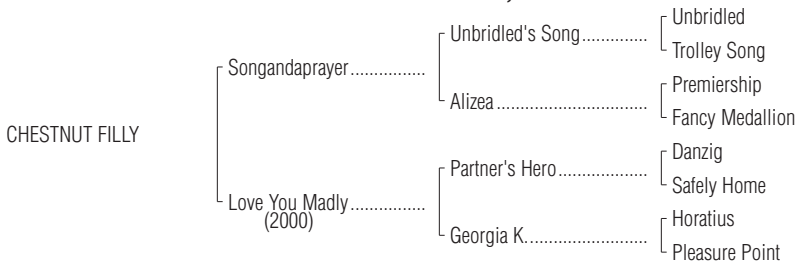 Unbridled
Unbridled's Song..............
Trolley Song
Songandaprayer................
Premiership
Alizea................................
Fancy Medallion
CHESTNUT FILLY
Danzig
Partner's Hero...................
Safely Home
Love You Madly................
(2000)
Horatius
Georgia K..........................
Pleasure Point